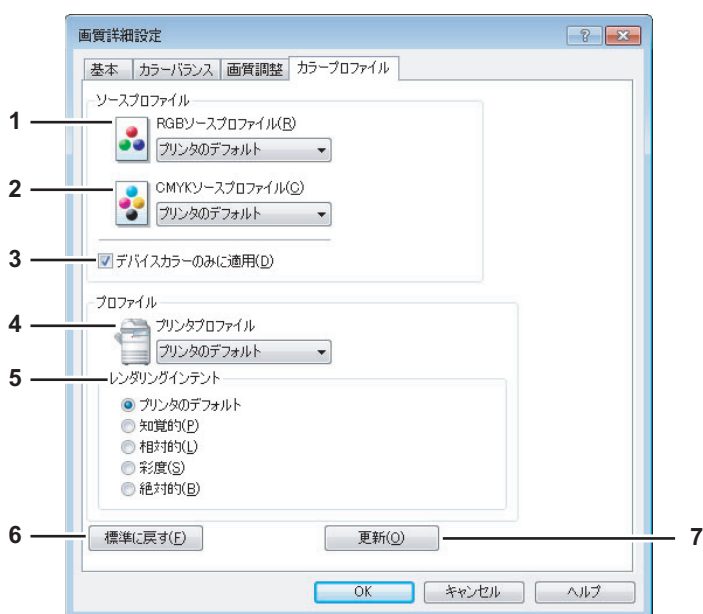 画質詳細設定
基本 カラーバランス 画質調整 カラープロファイル
ソースプロファイル
1 RGBソースプロファイル(R)
プリンタのデフォルト
2 CMYKソースプロファイル(C)
プリンタのデフォルト
3 デバイスカラーのみに適用(D)
プロファイル
4 プリンタプロファイル
プリンタのデフォルト
5 レンダリングインテント
プリンタのデフォルト
知覚的(P)
相対的(L)
彩度(S)
絶対的(B)
6 標準に戻す(F) 更新(O) 7
OK キャンセル ヘルプ